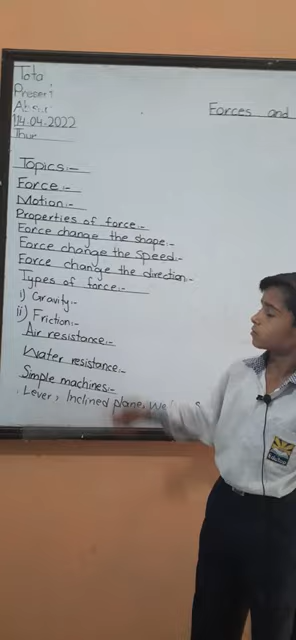 Total
Present
Absent
14.04.2022
Thur
Forces and
Topics:-
Force:-
Motion:-
Properties of force:-
Force change the shape:-
Force change the speed:-
Force change the direction:-
Types of force:-
i) Gravity:-
ii) Friction:-
Air resistance:-
Water resistance:-
Simple machines:-
Lever, Inclined plane,